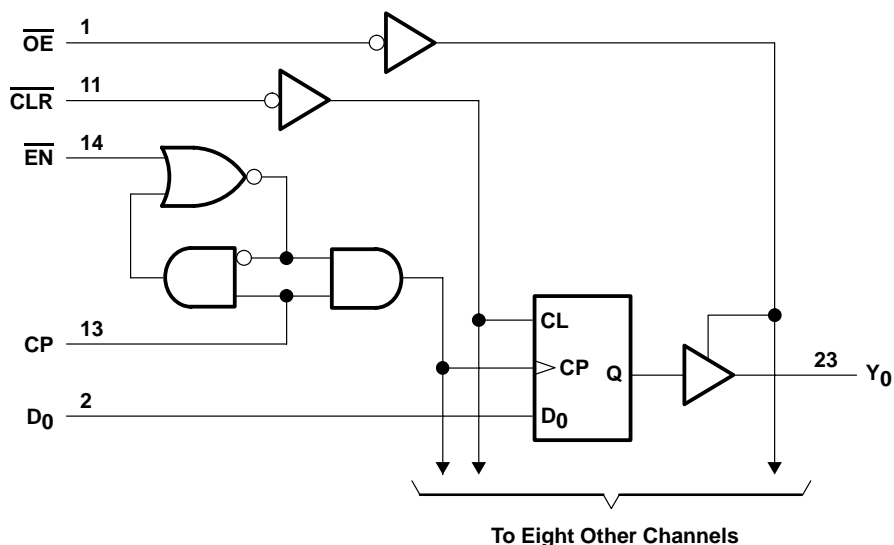 OE 1
CLR 11
EN 14
CP 13
D0 2
CL
CP
Q
D0
23 Y0
To Eight Other Channels